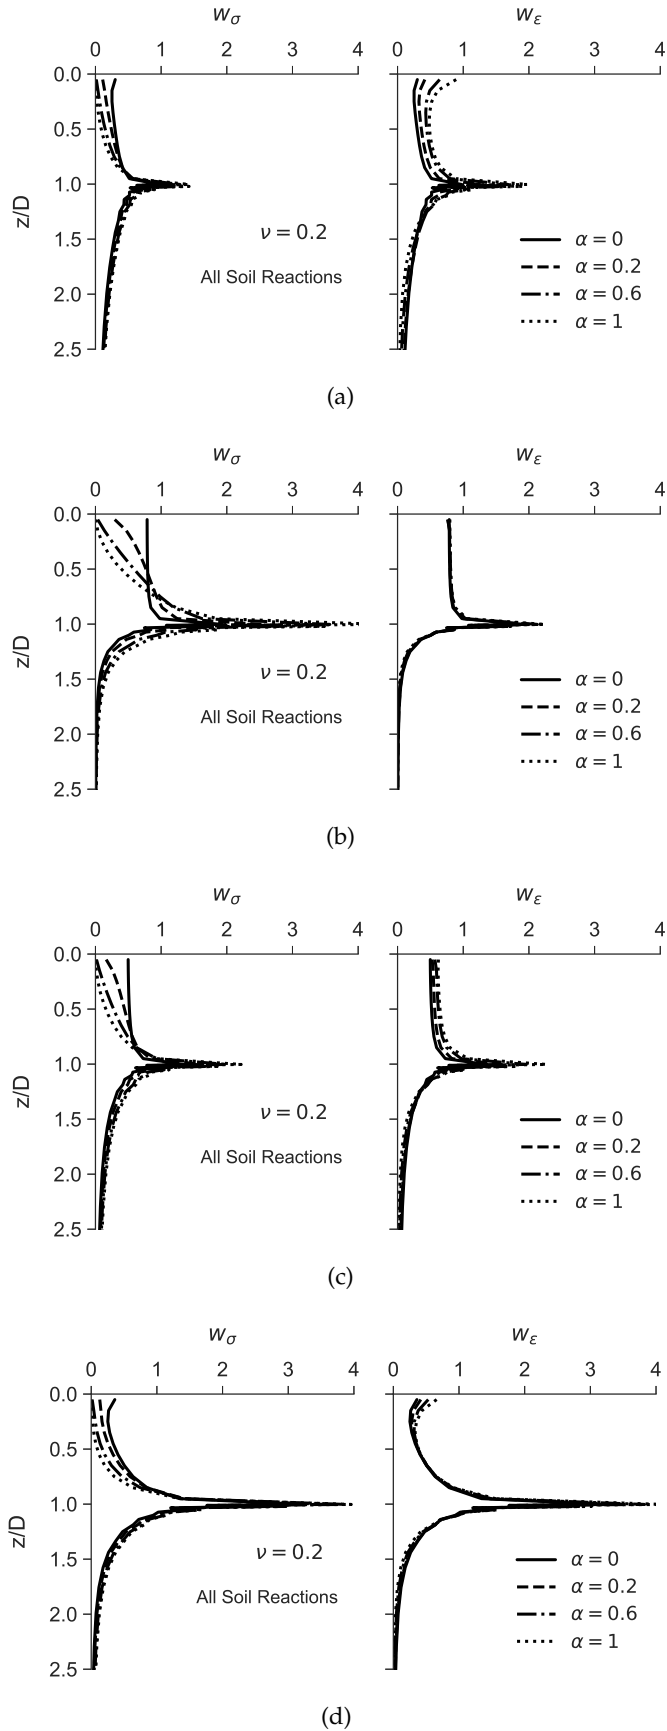 wσ wε
0 1 2 3 4 0 1 2 3 4
0.0
0.5
1.0
z/D
1.5
2.0
2.5
ν = 0.2
All Soil Reactions
α = 0
α = 0.2
α = 0.6
α = 1
(a)
wσ wε
0 1 2 3 4 0 1 2 3 4
0.0
0.5
1.0
z/D
1.5
2.0
2.5
ν = 0.2
All Soil Reactions
α = 0
α = 0.2
α = 0.6
α = 1
(b)
wσ wε
0 1 2 3 4 0 1 2 3 4
0.0
0.5
1.0
z/D
1.5
2.0
2.5
ν = 0.2
All Soil Reactions
α = 0
α = 0.2
α = 0.6
α = 1
(c)
wσ wε
0 1 2 3 4 0 1 2 3 4
0.0
0.5
1.0
z/D
1.5
2.0
2.5
ν = 0.2
All Soil Reactions
α = 0
α = 0.2
α = 0.6
α = 1
(d)